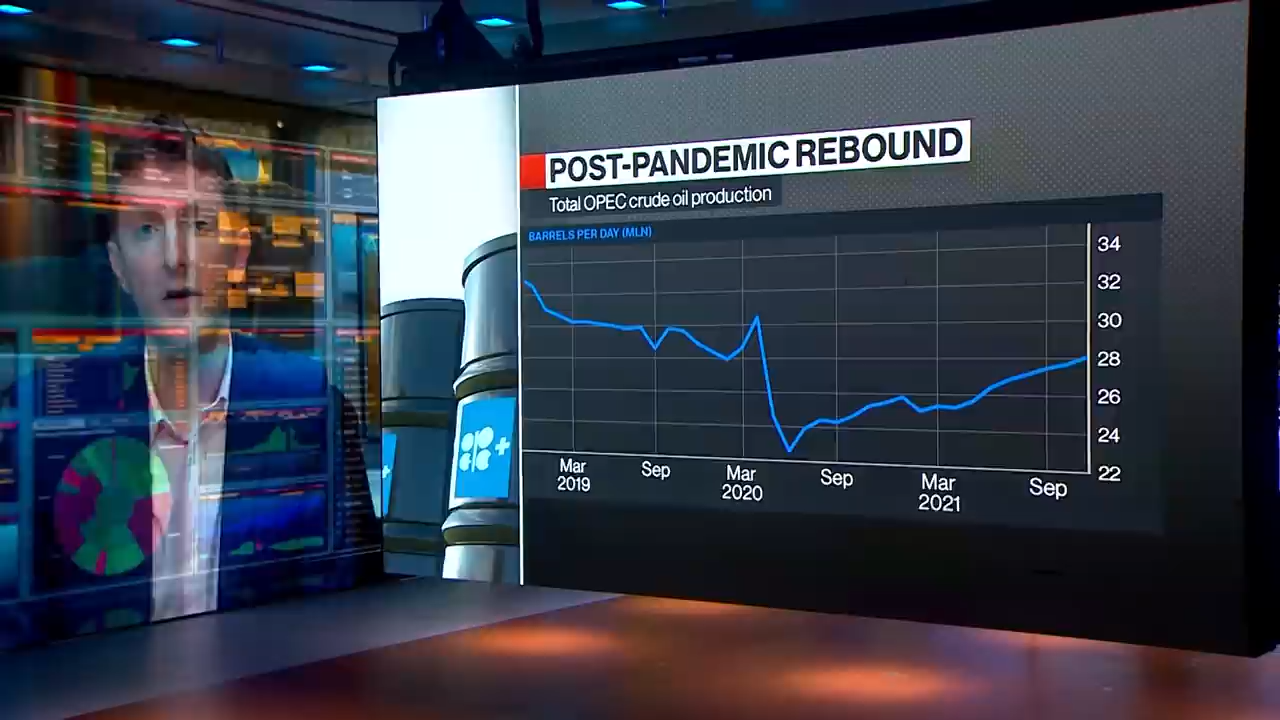 POST-PANDEMIC REBOUND
Total OPEC crude oil production
BARRELS PER DAY (MLN)
34
32
30
28
26
24
22
Mar
2019
Sep
Mar
2020
Sep
Mar
2021
Sep